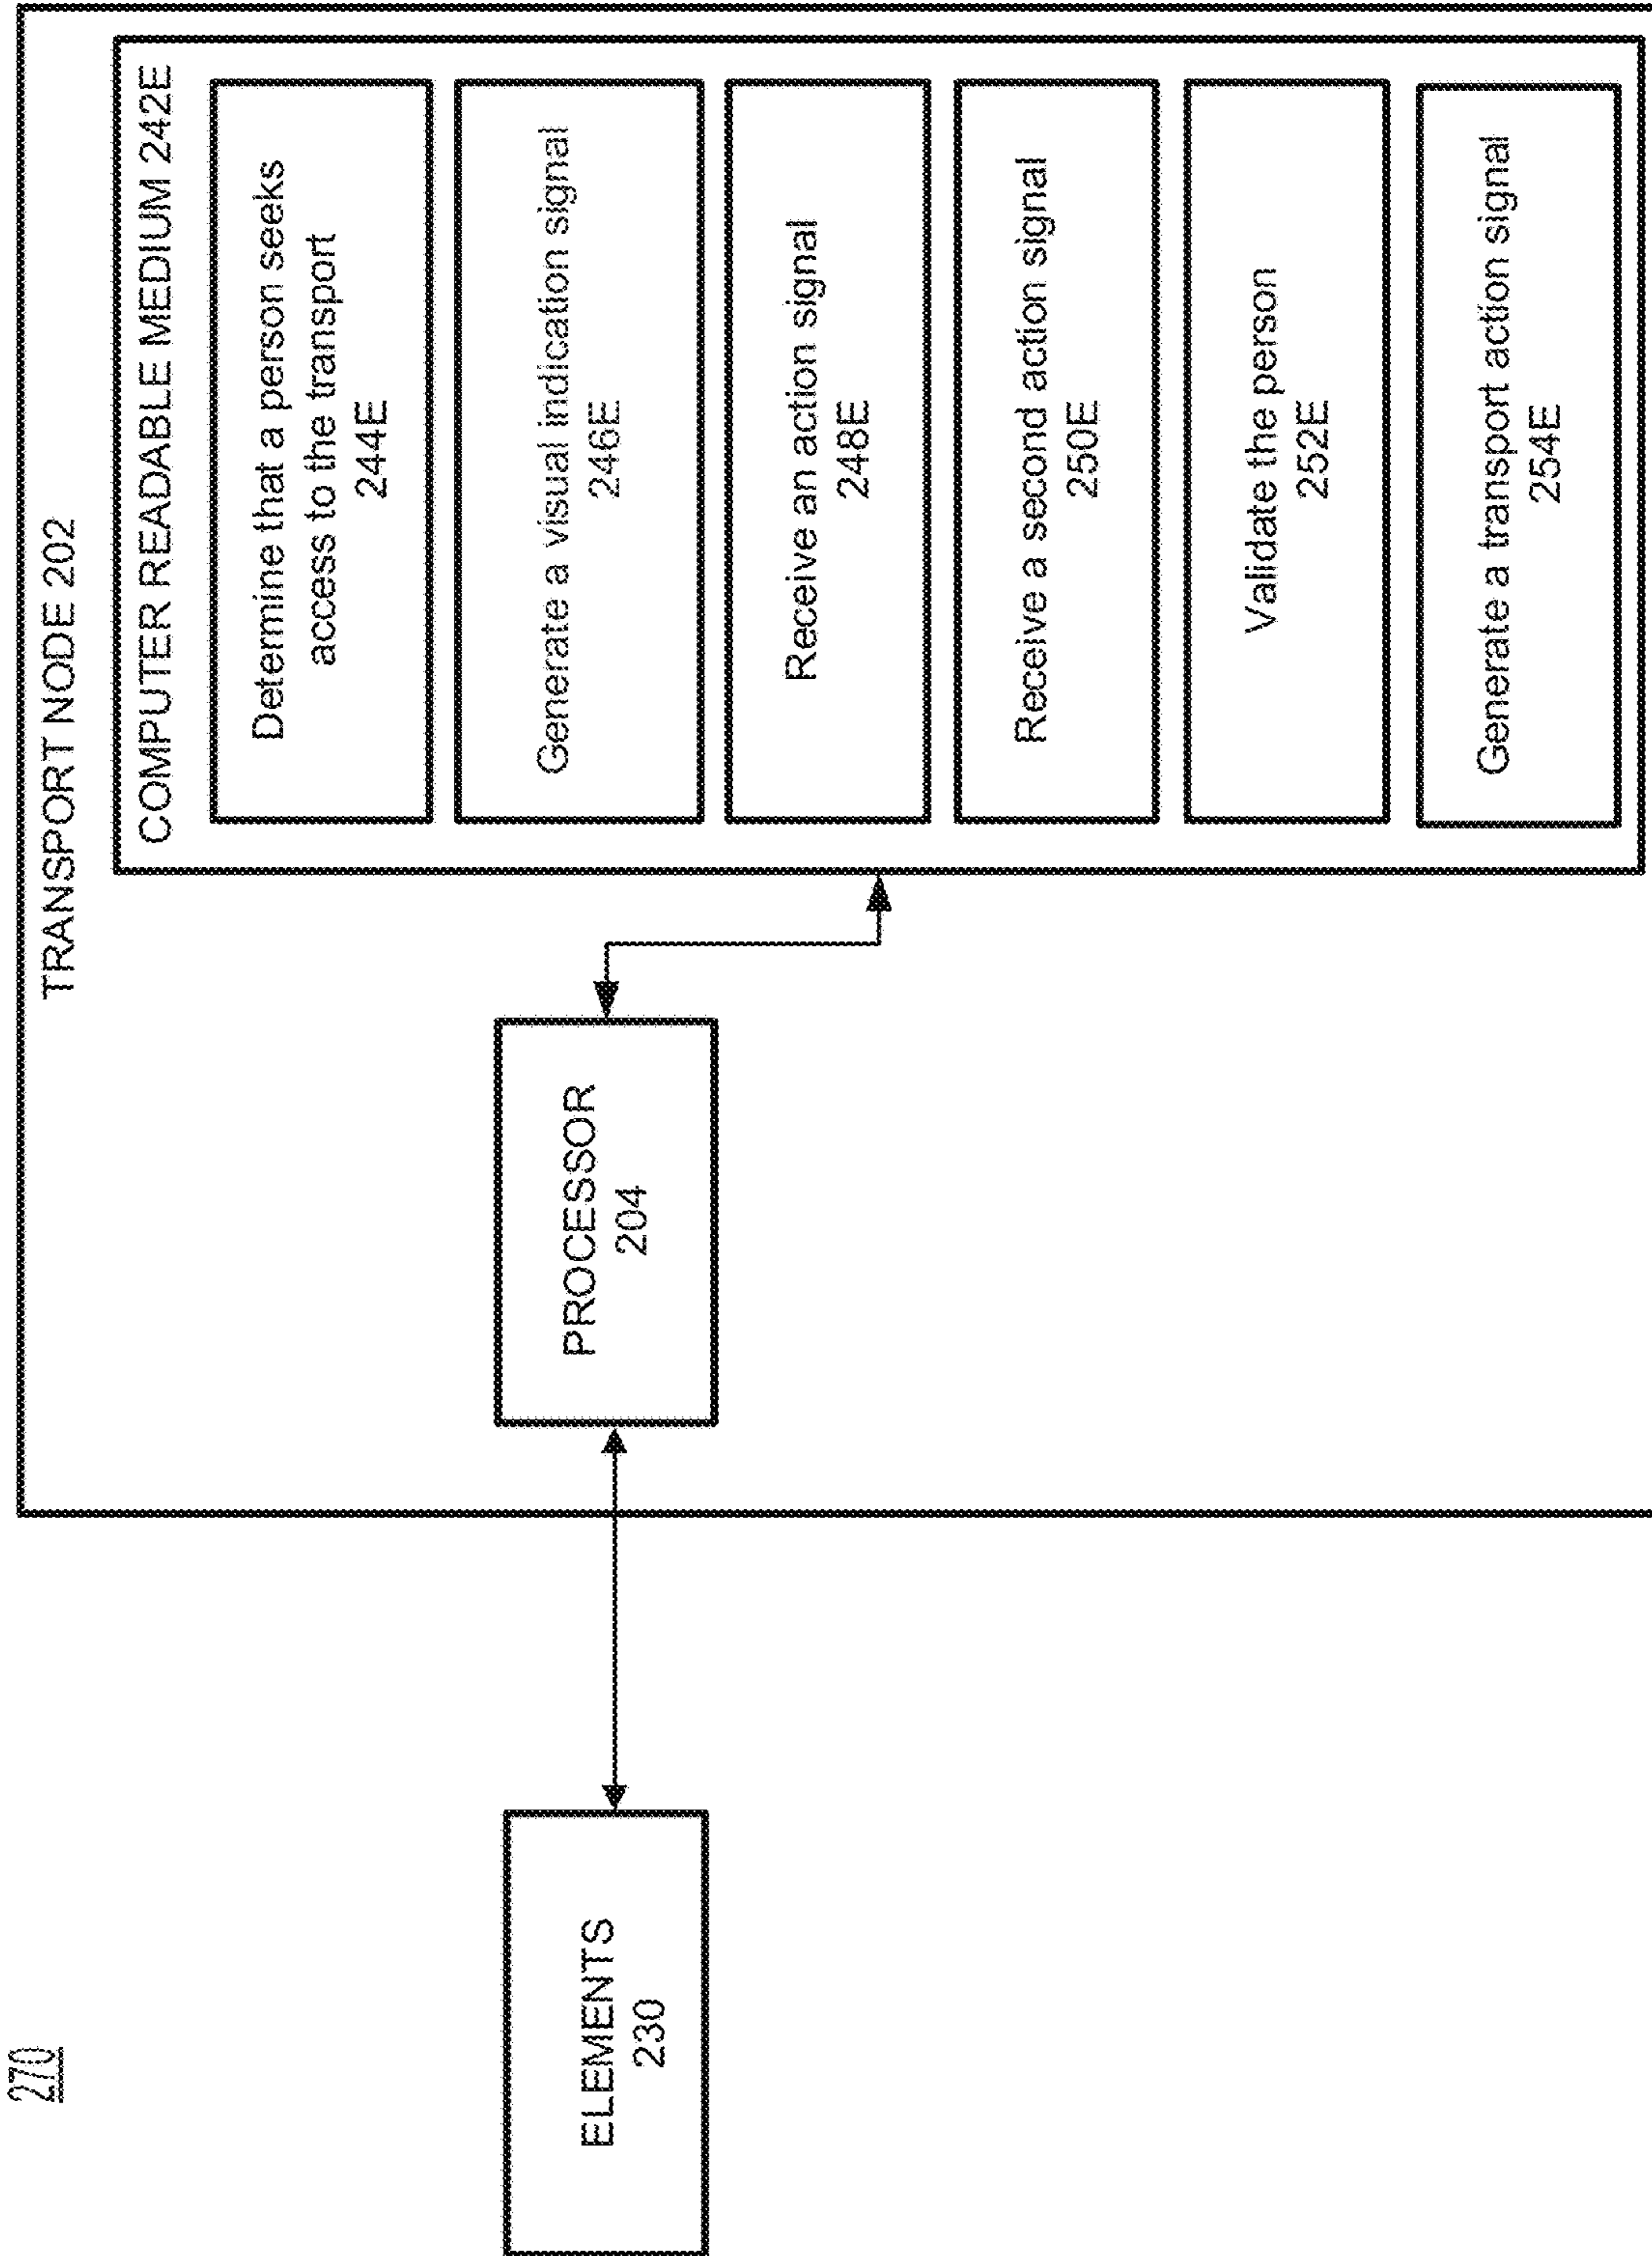 270
TRANSPORT NODE 202
COMPUTER READABLE MEDIUM 242E
Determine that a person seeks
access to the transport
244E
Generate a visual indication signal
246E
Receive an action signal
248E
Receive a second action signal
250E
Validate the person
252E
Generate a transport action signal
254E
PROCESSOR
204
ELEMENTS
230